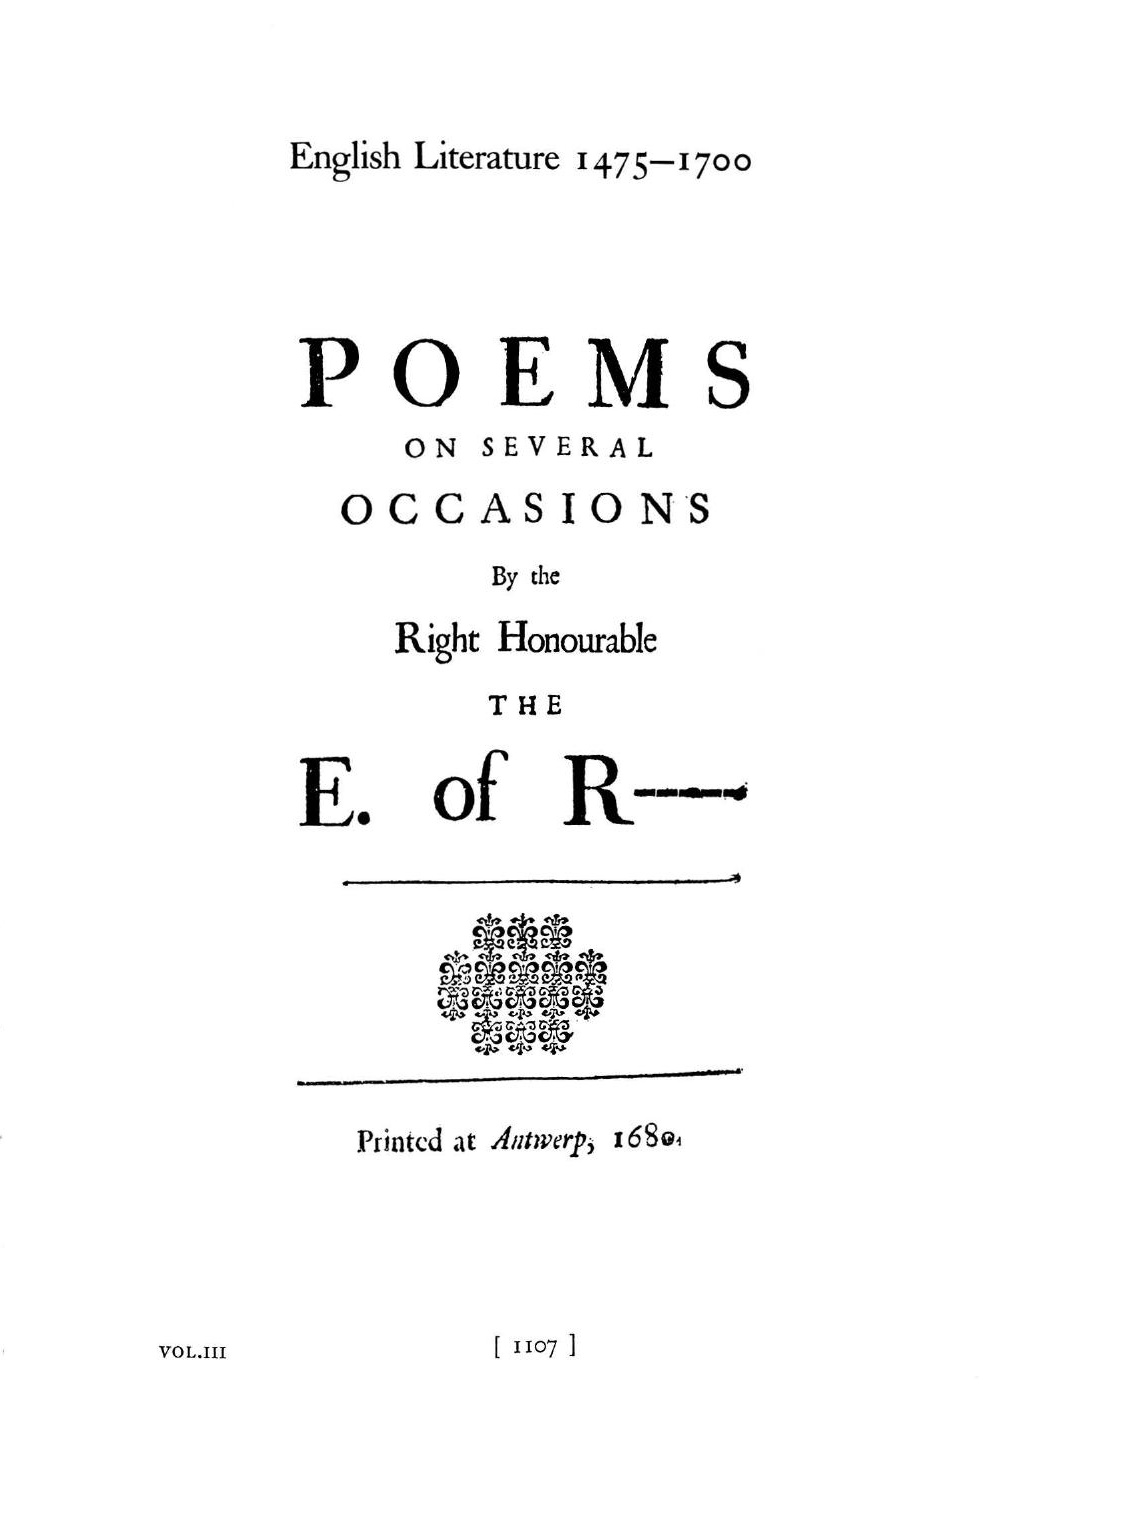 English Literature 1475–1700
POEMS
ON SEVERAL
OCCASIONS
By the
Right Honourable
THE
E. of R——
Printed at Antwerp, 1680.
VOL.III
[ 1107 ]